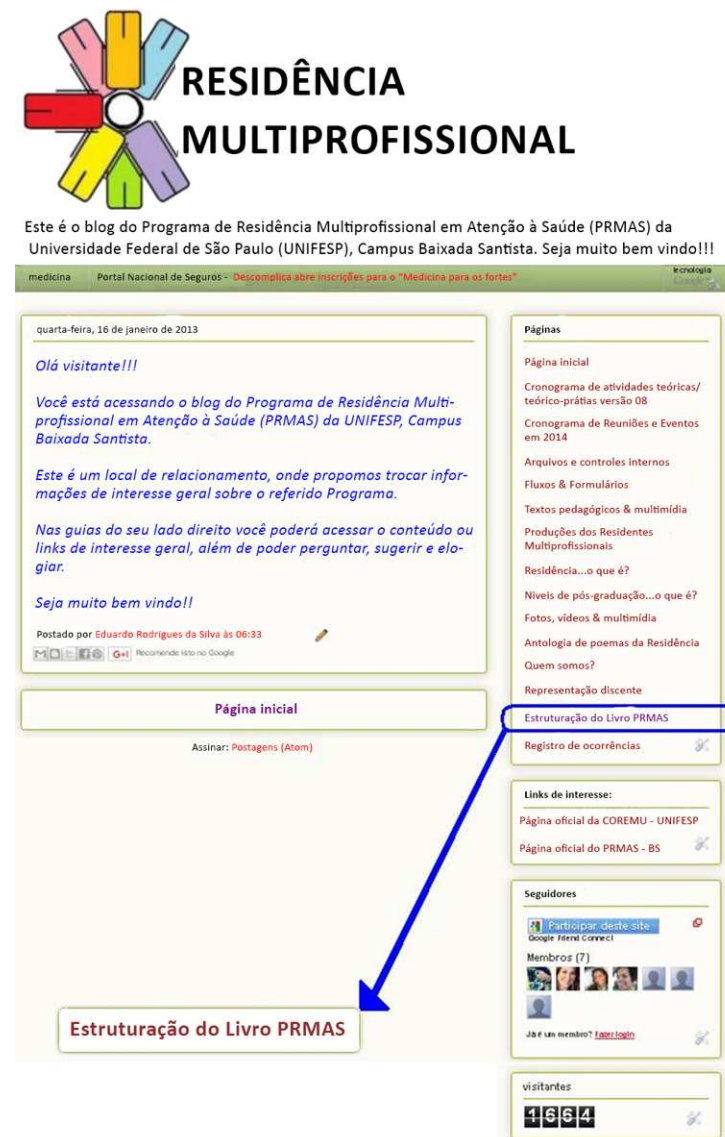 RESIDÊNCIA
MULTIPROFISSIONAL
Este é o blog do Programa de Residência Multiprofissional em Atenção à Saúde (PRMAS) da
Universidade Federal de São Paulo (UNIFESP), Campus Baixada Santista. Seja muito bem vindo!!!
medicina Portal Nacional de Seguros - Descomplica abre inscrições para o "Medicina para os fortes"
tecnologia
Google
quarta-feira, 16 de janeiro de 2013
Olá visitante!!!
Você está acessando o blog do Programa de Residência Multi-
profissional em Atenção à Saúde (PRMAS) da UNIFESP, Campus
Baixada Santista.
Este é um local de relacionamento, onde propomos trocar infor-
mações de interesse geral sobre o referido Programa.
Nas guias do seu lado direito você poderá acessar o conteúdo ou
links de interesse geral, além de poder perguntar, sugerir e elo-
giar.
Seja muito bem vindo!!
Postado por Eduardo Rodrigues da Silva às 06:33
G+1 Recomende isto no Google
Página inicial
Assinar: Postagens (Atom)
Páginas
Página inicial
Cronograma de atividades teóricas/
teórico-prátias versão 08
Cronograma de Reuniões e Eventos
em 2014
Arquivos e controles internos
Fluxos & Formulários
Textos pedagógicos & multimídia
Produções dos Residentes
Multiprofissionais
Residência...o que é?
Niveis de pós-graduação...o que é?
Fotos, vídeos & multimídia
Antologia de poemas da Residência
Quem somos?
Representação discente
Estruturação do Livro PRMAS
Registro de ocorrências
Links de interesse:
Página oficial da COREMU - UNIFESP
Página oficial do PRMAS - BS
Seguidores
Participar deste site
Google Friend Connect
Membros (7)
Já é um membro? Fazer login
visitantes
1664
Estruturação do Livro PRMAS